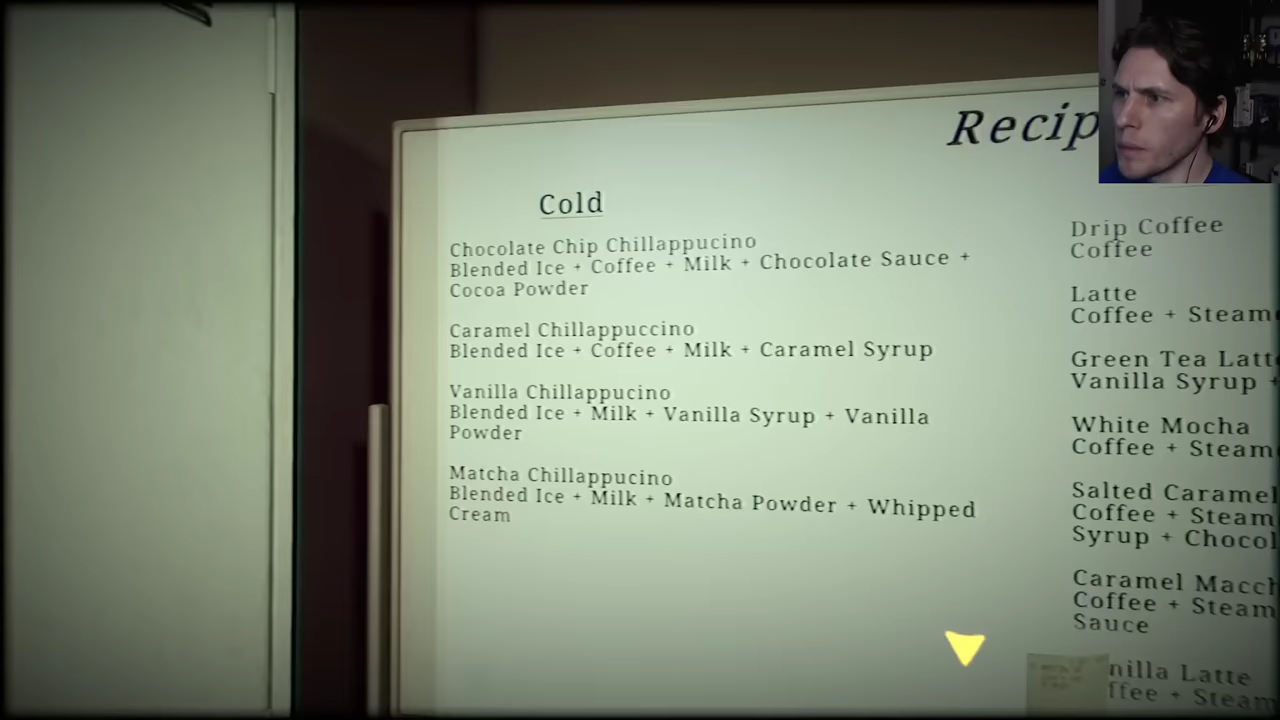 Recip
Cold
Chocolate Chip Chillappucino
Blended Ice + Coffee + Milk + Chocolate Sauce +
Cocoa Powder
Caramel Chillappuccino
Blended Ice + Coffee + Milk + Caramel Syrup
Vanilla Chillappucino
Blended Ice + Milk + Vanilla Syrup + Vanilla
Powder
Matcha Chillappucino
Blended Ice + Milk + Matcha Powder + Whipped
Cream
Drip Coffee
Coffee
Latte
Coffee + Steam
Green Tea Latt
Vanilla Syrup +
White Mocha
Coffee + Steam
Salted Caramel
Coffee + Steam
Syrup + Chocol
Caramel Macch
Coffee + Steam
Sauce
nilla Latte
ffee + Steam